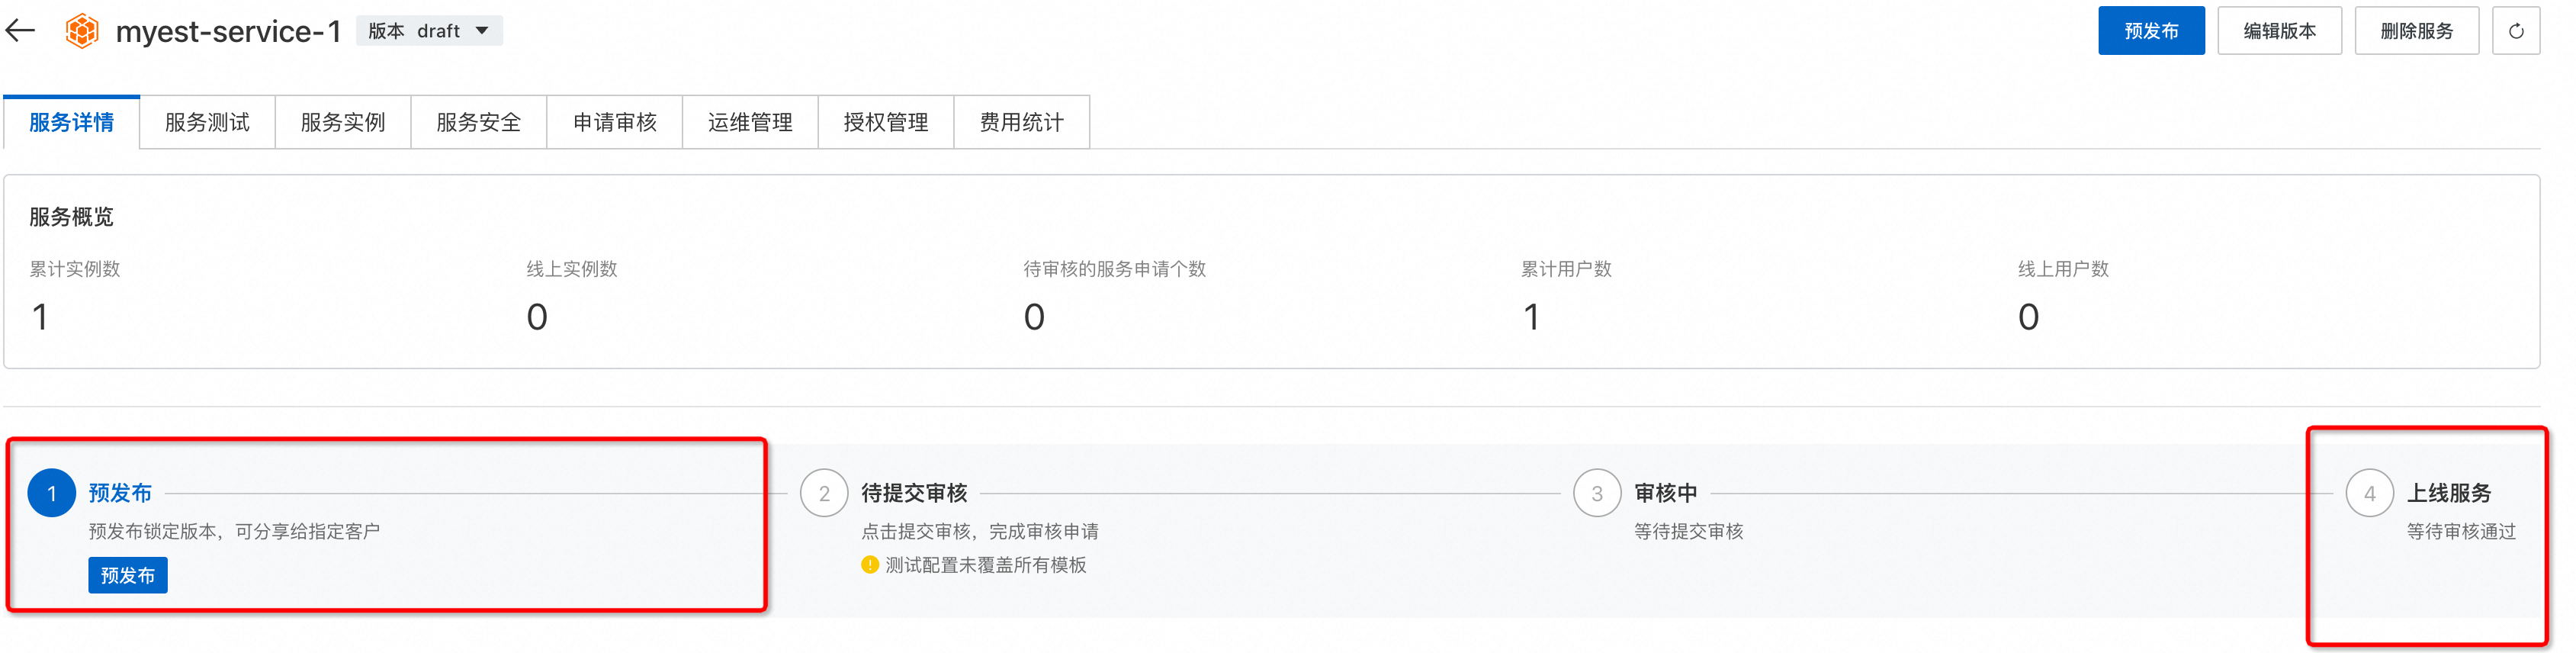 myest-service-1 版本 draft 预发布 编辑版本 删除服务
服务详情 服务测试 服务实例 服务安全 申请审核 运维管理 授权管理 费用统计
服务概览
累计实例数 线上实例数 待审核的服务申请个数 累计用户数 线上用户数
1 0 0 1 0
1 预发布 2 待提交审核 3 审核中 4 上线服务
预发布锁定版本，可分享给指定客户 点击提交审核，完成审核申请 等待提交审核 等待审核通过
预发布 ! 测试配置未覆盖所有模板